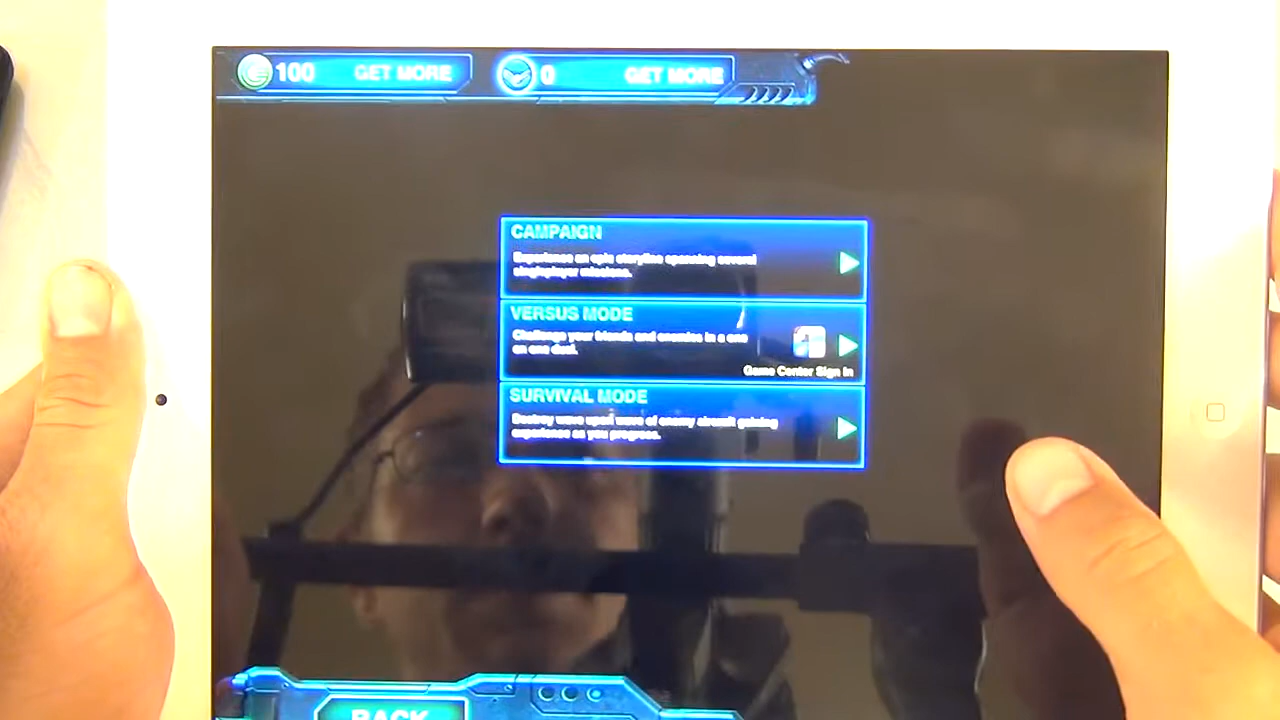 100 GET MORE 0 GET MORE
CAMPAIGN
Experience an epic storyline spanning several
singleplayer missions.
VERSUS MODE
Challenge your friends and enemies in a one
on one duel.
Game Center Sign In
SURVIVAL MODE
Destroy wave upon wave of enemy aircraft gaining
experience as you progress.
BACK